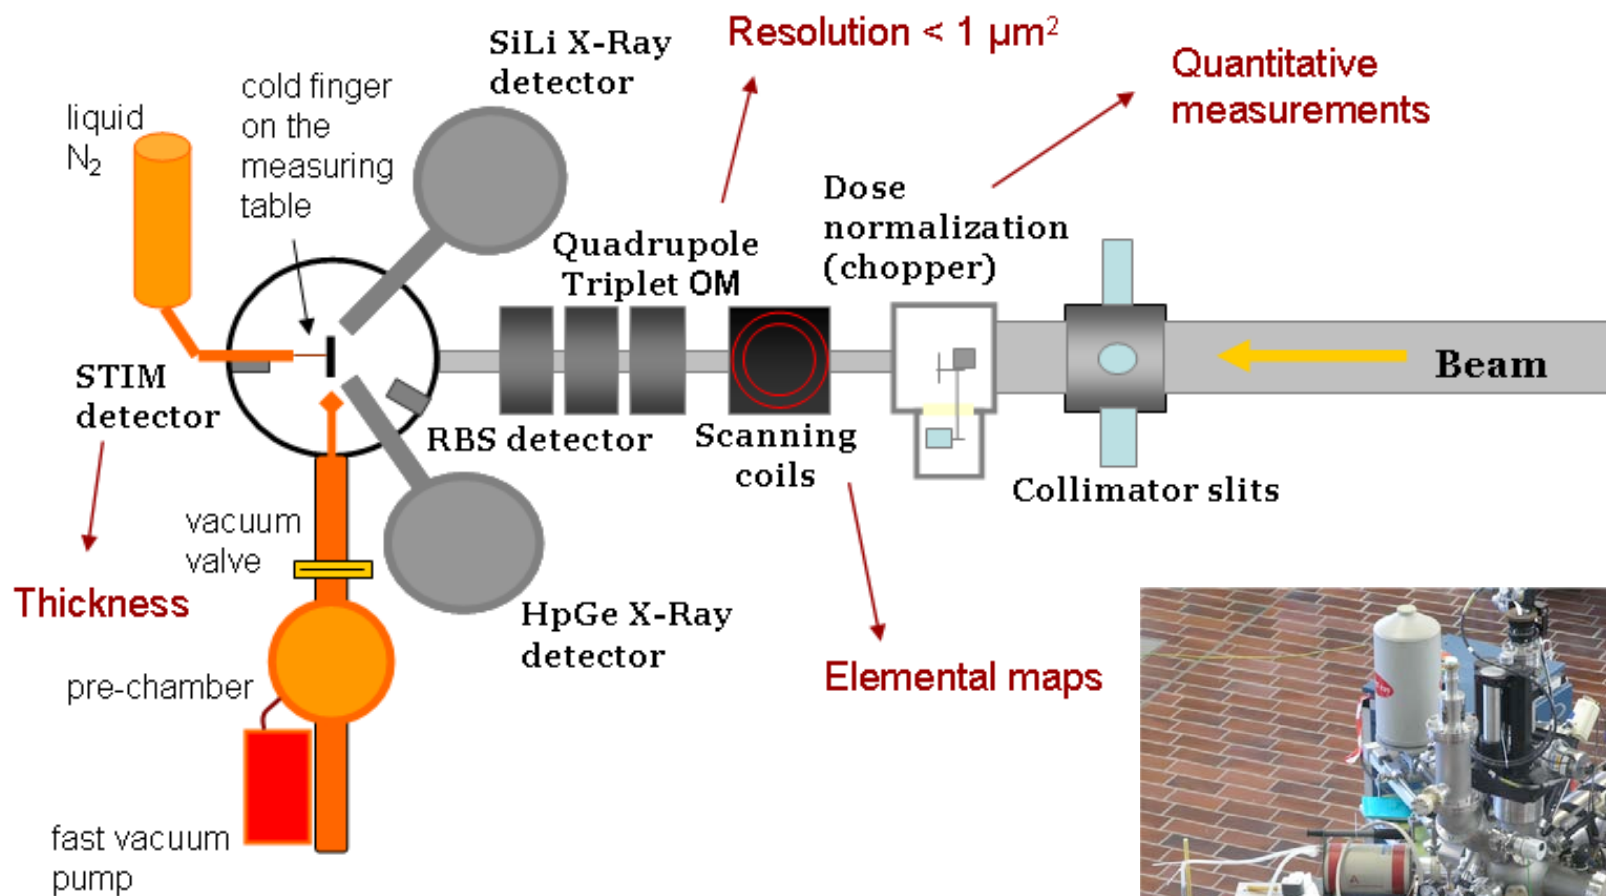 SiLi X-Ray
detector
Resolution < 1 µm²
Quantitative
measurements
cold finger
on the
measuring
table
liquid
N₂
Dose
normalization
(chopper)
Quadrupole
Triplet OM
Beam
STIM
detector
RBS detector
Scanning
coils
Collimator slits
vacuum
valve
Thickness
HpGe X-Ray
detector
pre-chamber
Elemental maps
fast vacuum
pump